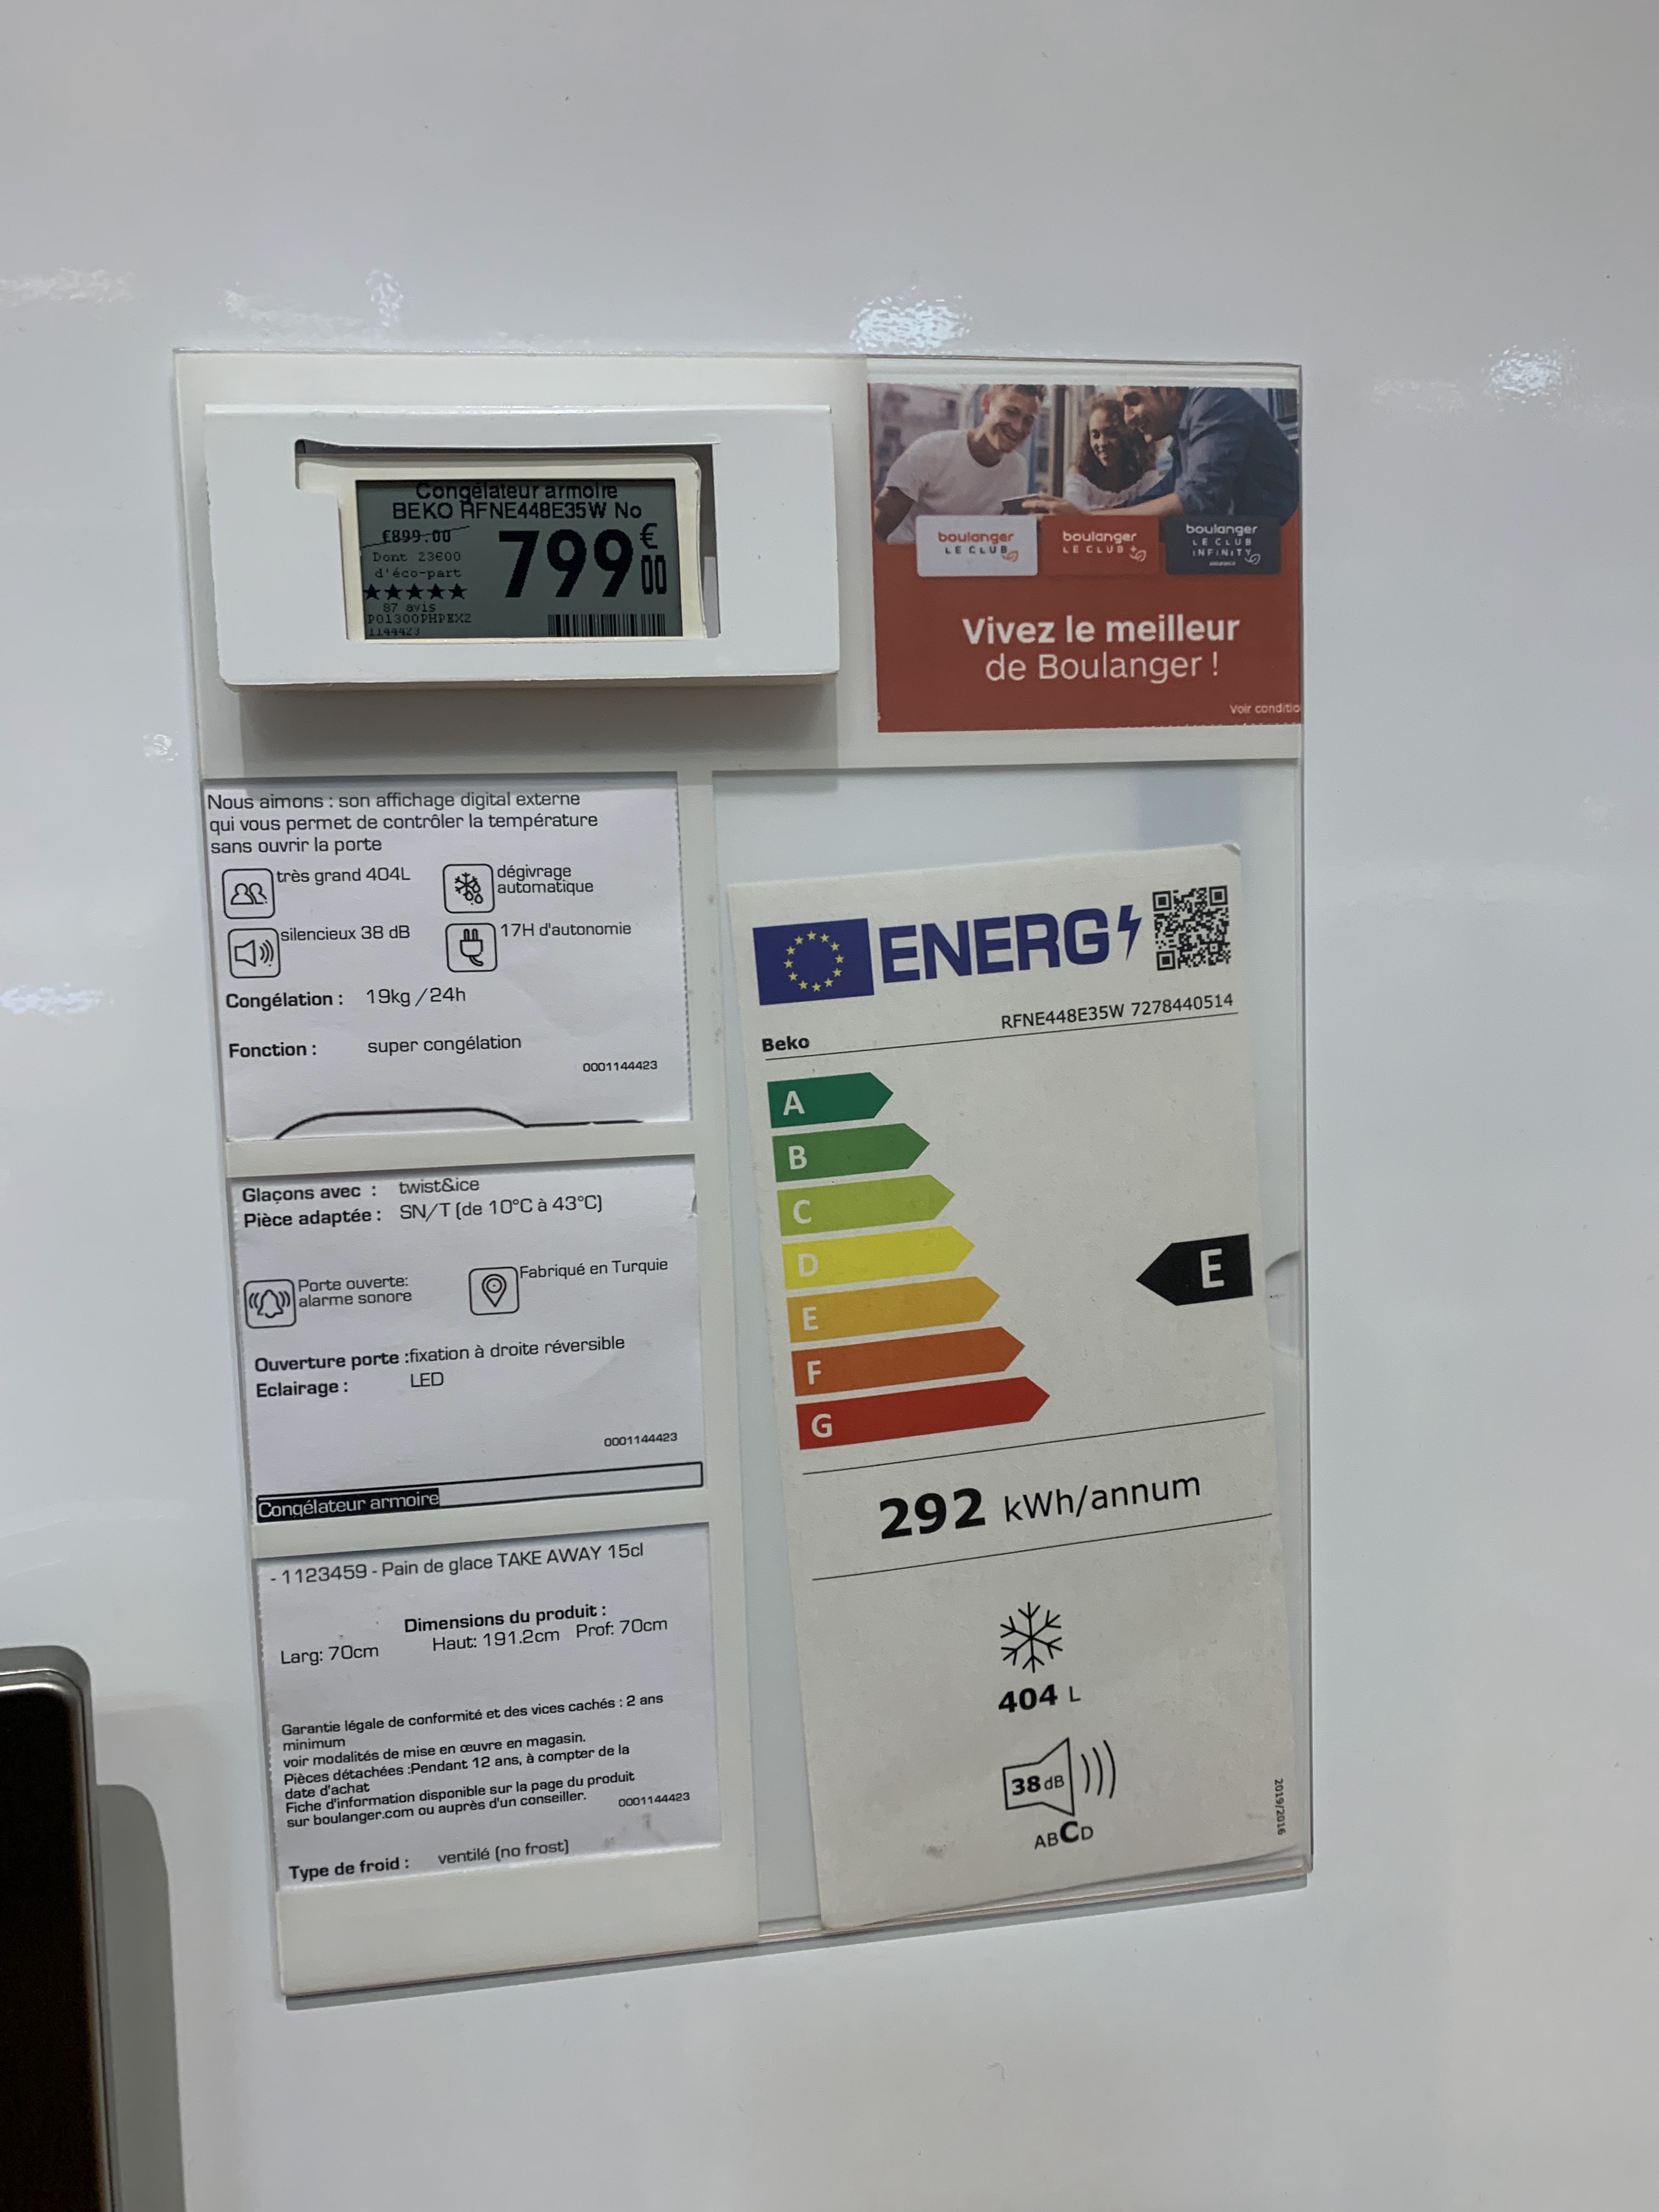 Congélateur armoire
BEKO RFNE448E35W No
€899.00
Dont 23€00
d'éco-part
799€00
★★★★★
87 avis
P01300PHPEX2
1144423
boulanger
LE CLUB
boulanger
LE CLUB +
boulanger
LE CLUB
INFINITY
Vivez le meilleur
de Boulanger !
Voir conditio
Nous aimons : son affichage digital externe
qui vous permet de contrôler la température
sans ouvrir la porte
très grand 404L
dégivrage
automatique
silencieux 38 dB
17H d'autonomie
Congélation : 19kg /24h
Fonction : super congélation
0001144423
Glaçons avec : twist&ice
Pièce adaptée : SN/T (de 10°C à 43°C)
Porte ouverte:
alarme sonore
Fabriqué en Turquie
Ouverture porte :fixation à droite réversible
Eclairage : LED
0001144423
Congélateur armoire
- 1123459 - Pain de glace TAKE AWAY 15cl
Dimensions du produit :
Larg: 70cm Haut: 191.2cm Prof: 70cm
Garantie légale de conformité et des vices cachés : 2 ans
minimum
voir modalités de mise en œuvre en magasin.
Pièces détachées :Pendant 12 ans, à compter de la
date d'achat
Fiche d'information disponible sur la page du produit
sur boulanger.com ou auprès d'un conseiller.
0001144423
Type de froid : ventilé (no frost)
ENERG
RFNE448E35W 7278440514
Beko
A
B
C
D
E
F
G
E
292 kWh/annum
404 L
38 dB
ABCD
2019/2016